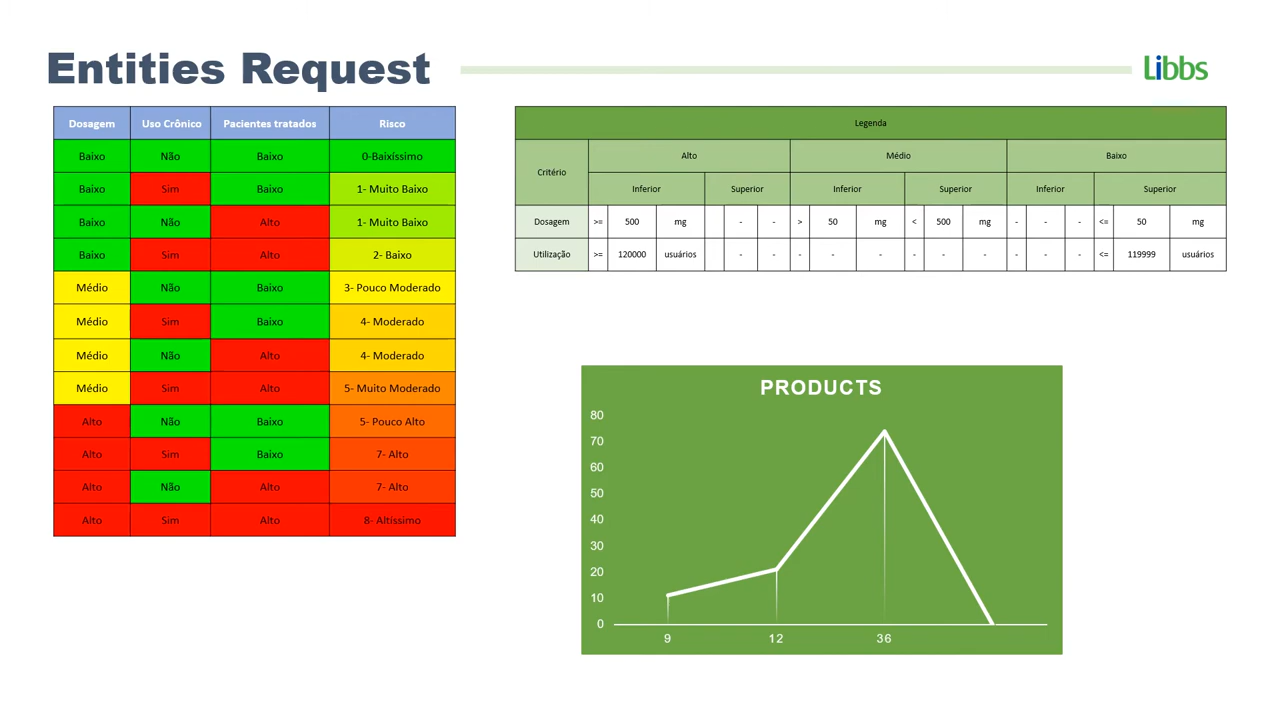 Entities Request
Libbs
Dosagem Uso Crônico Pacientes tratados Risco
Baixo Não Baixo 0-Baixíssimo
Baixo Sim Baixo 1- Muito Baixo
Baixo Não Alto 1- Muito Baixo
Baixo Sim Alto 2- Baixo
Médio Não Baixo 3- Pouco Moderado
Médio Sim Baixo 4- Moderado
Médio Não Alto 4- Moderado
Médio Sim Alto 5- Muito Moderado
Alto Não Baixo 5- Pouco Alto
Alto Sim Baixo 7- Alto
Alto Não Alto 7- Alto
Alto Sim Alto 8- Altíssimo
Legenda
Critério Alto Médio Baixo
Inferior Superior Inferior Superior Inferior Superior
Dosagem >= 500 mg - - > 50 mg < 500 mg - - - <= 50 mg
Utilização >= 120000 usuários - - - - - - - - - - - <= 119999 usuários
PRODUCTS
80
70
60
50
40
30
20
10
0
9 12 36